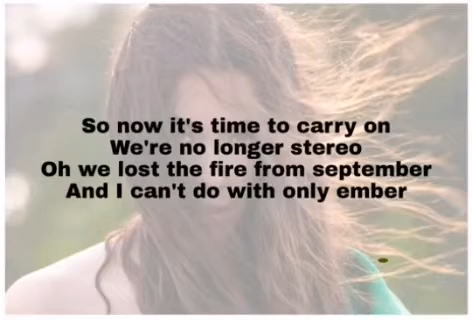 So now it's time to carry on
We're no longer stereo
Oh we lost the fire from september
And I can't do with only ember